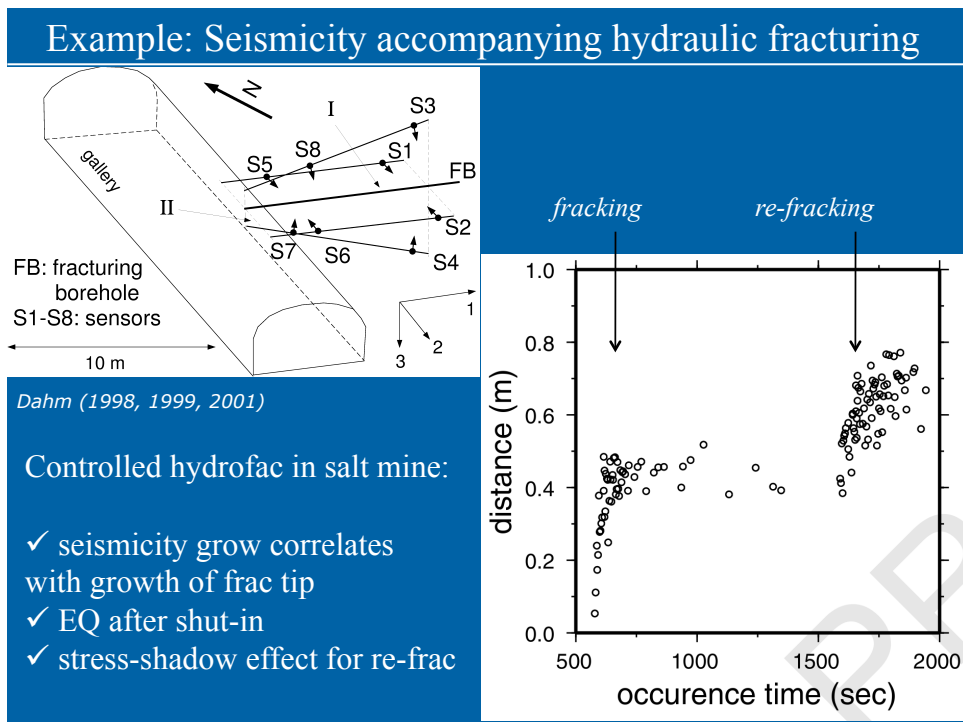 Example: Seismicity accompanying hydraulic fracturing
N
I
S3
S8
S1
S5
FB
gallery
II
S2
S7
S6
S4
FB: fracturing
borehole
S1-S8: sensors
1
2
3
10 m
Dahm (1998, 1999, 2001)
Controlled hydrofac in salt mine:
✓ seismicity grow correlates
with growth of frac tip
✓ EQ after shut-in
✓ stress-shadow effect for re-frac
fracking
re-fracking
1.0
0.8
0.6
0.4
0.2
0.0
distance (m)
500
1000
1500
2000
occurence time (sec)